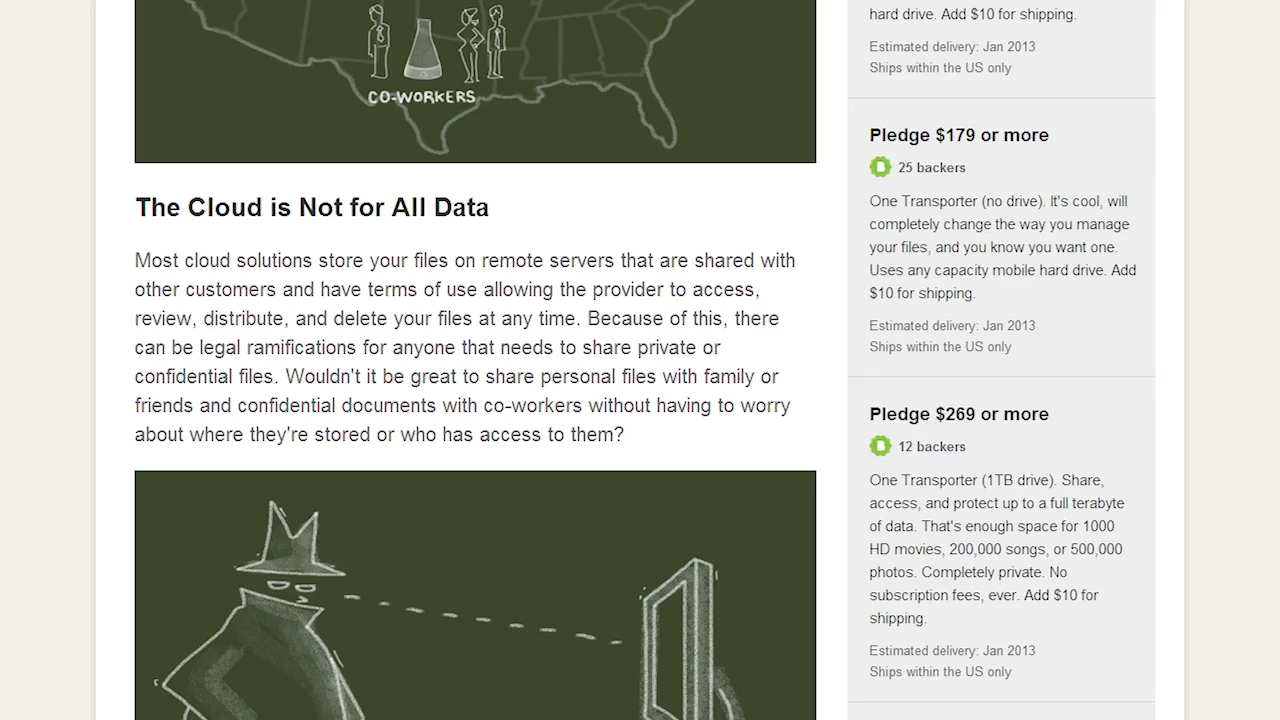 CO-WORKERS
The Cloud is Not for All Data
Most cloud solutions store your files on remote servers that are shared with
other customers and have terms of use allowing the provider to access,
review, distribute, and delete your files at any time. Because of this, there
can be legal ramifications for anyone that needs to share private or
confidential files. Wouldn't it be great to share personal files with family or
friends and confidential documents with co-workers without having to worry
about where they're stored or who has access to them?
hard drive. Add $10 for shipping.
Estimated delivery: Jan 2013
Ships within the US only
Pledge $179 or more
25 backers
One Transporter (no drive). It's cool, will
completely change the way you manage
your files, and you know you want one.
Uses any capacity mobile hard drive. Add
$10 for shipping.
Estimated delivery: Jan 2013
Ships within the US only
Pledge $269 or more
12 backers
One Transporter (1TB drive). Share,
access, and protect up to a full terabyte
of data. That's enough space for 1000
HD movies, 200,000 songs, or 500,000
photos. Completely private. No
subscription fees, ever. Add $10 for
shipping.
Estimated delivery: Jan 2013
Ships within the US only